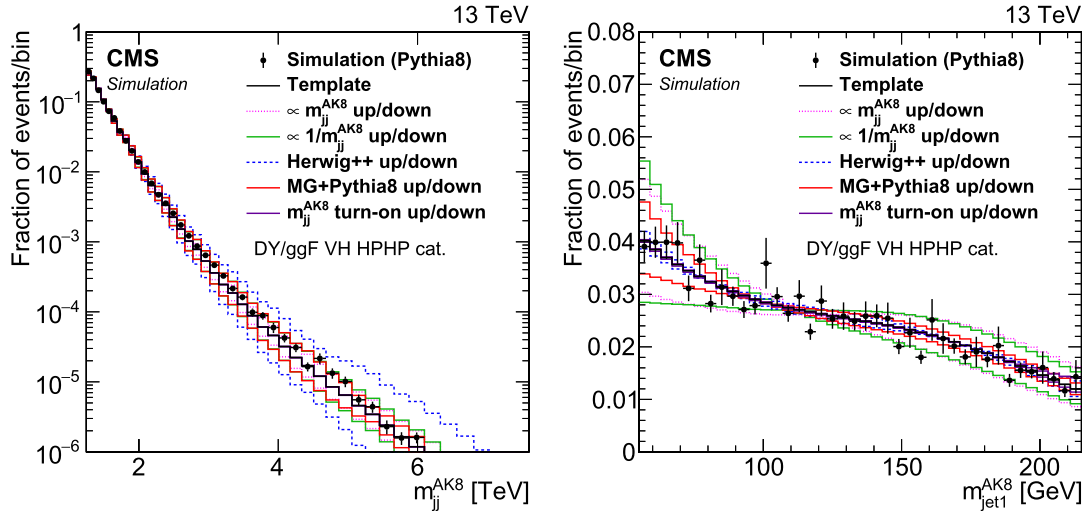 13 TeV
Fraction of events/bin
CMS
Simulation
Simulation (Pythia8)
Template
∝ m_jj^AK8 up/down
∝ 1/m_jj^AK8 up/down
Herwig++ up/down
MG+Pythia8 up/down
m_jj^AK8 turn-on up/down
DY/ggF VH HPHP cat.
1
10^−1
10^−2
10^−3
10^−4
10^−5
10^−6
2 4 6
m_jj^AK8 [TeV]
13 TeV
Fraction of events/bin
CMS
Simulation
Simulation (Pythia8)
Template
∝ m_jj^AK8 up/down
∝ 1/m_jj^AK8 up/down
Herwig++ up/down
MG+Pythia8 up/down
m_jj^AK8 turn-on up/down
DY/ggF VH HPHP cat.
0.08
0.07
0.06
0.05
0.04
0.03
0.02
0.01
0
100 150 200
m_jet1^AK8 [GeV]